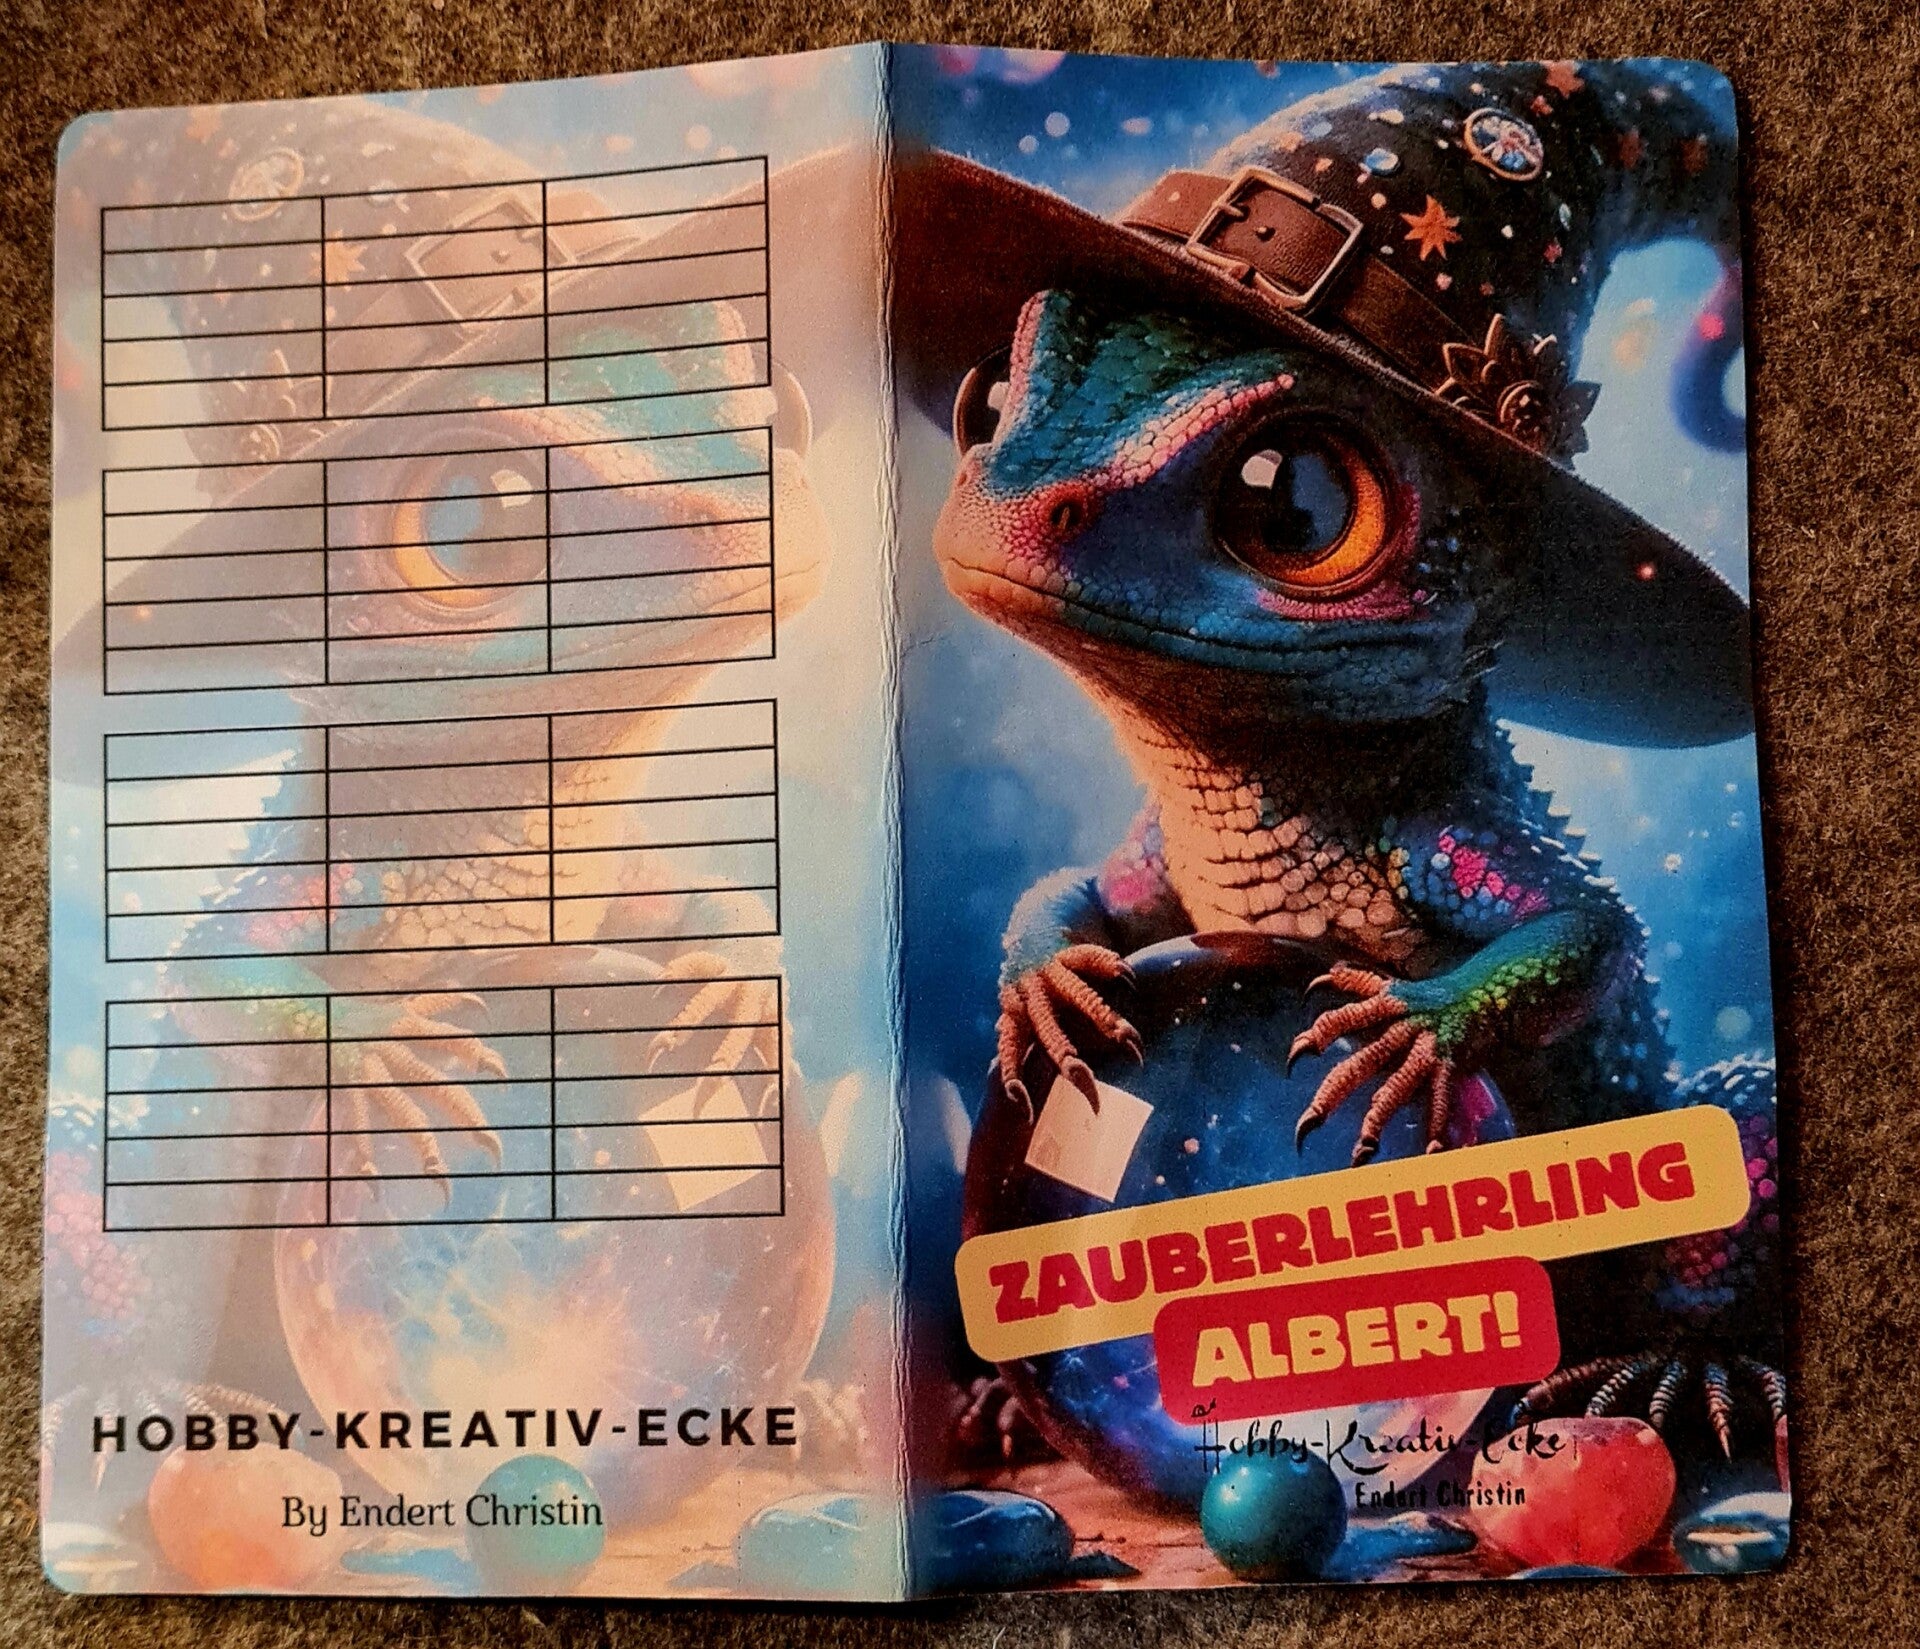 HOBBY-KREATIV-ECKE
By Endert Christin
ZAUBERLEHRLING
ALBERT!
Hobby-Kreativ-Ecke
Endert Christin